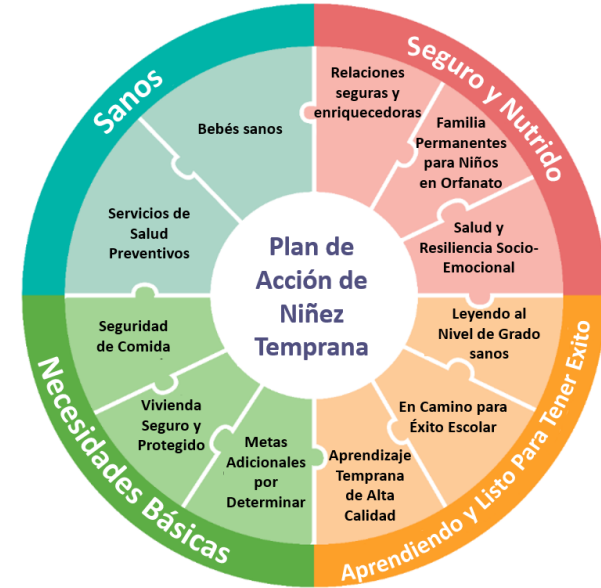 Plan de
Acción de
Niñez
Temprana
Sanos
Bebés sanos
Servicios de
Salud
Preventivos
Seguro y Nutrido
Relaciones
seguras y
enriquecedoras
Familia
Permanentes
para Niños
en Orfanato
Salud y
Resiliencia Socio-
Emocional
Aprendiendo y Listo Para Tener Exito
Leyendo al
Nivel de Grado
sanos
En Camino para
Éxito Escolar
Aprendizaje
Temprana
de Alta
Calidad
Necesidades Básicas
Metas
Adicionales
por
Determinar
Vivienda
Seguro y
Protegido
Seguridad
de Comida